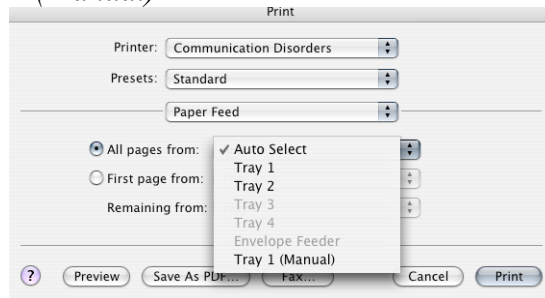 Print
Printer: Communication Disorders
Presets: Standard
Paper Feed
All pages from: ✓ Auto Select
First page from: Tray 1
Tray 2
Remaining from: Tray 3
Tray 4
Envelope Feeder
Tray 1 (Manual)
? Preview Save As PDF... Fax... Cancel Print